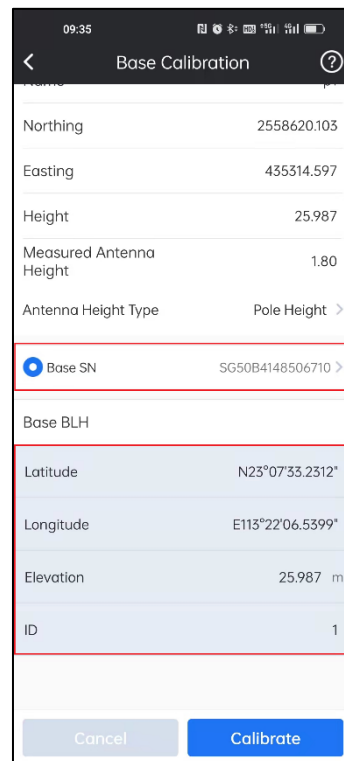 09:35
Base Calibration
Northing 2558620.103
Easting 435314.597
Height 25.987
Measured Antenna
Height 1.80
Antenna Height Type Pole Height
Base SN SG50B4148506710
Base BLH
Latitude N23°07'33.2312"
Longitude E113°22'06.5399"
Elevation 25.987 m
ID 1
Cancel Calibrate